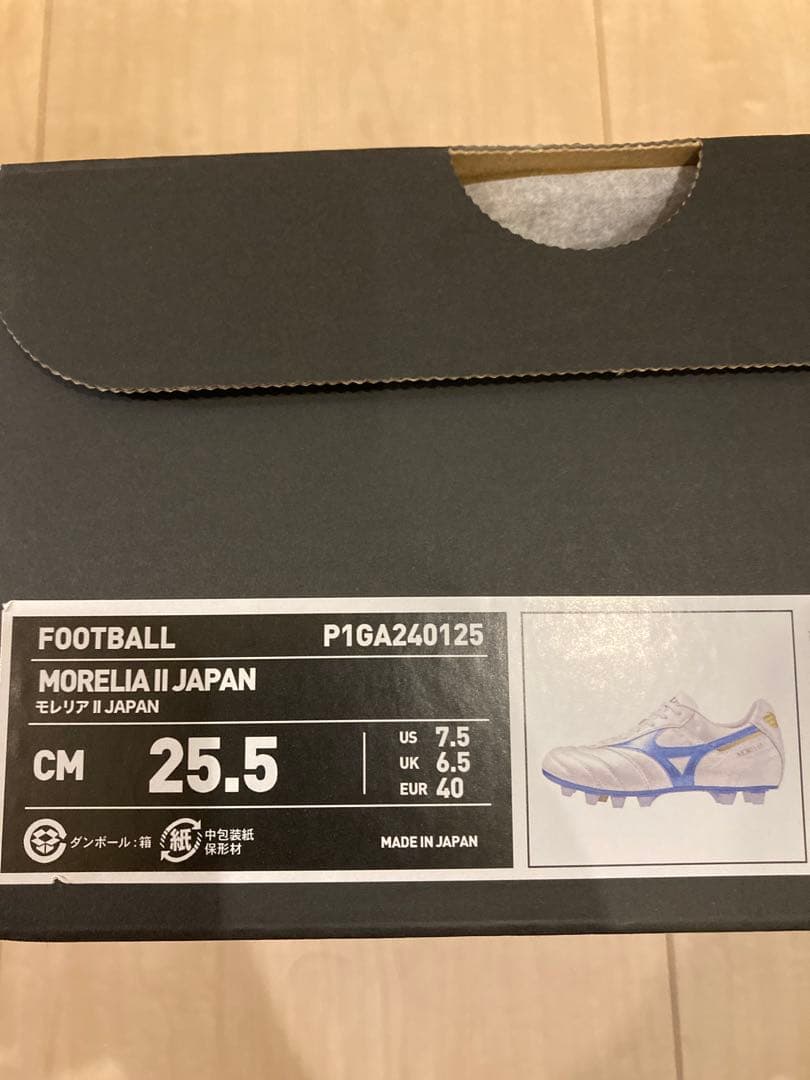 FOOTBALL P1GA240125
MORELIA II JAPAN
モレリア II JAPAN
CM 25.5
US 7.5
UK 6.5
EUR 40
ダンボール : 箱
紙 中包装紙
保形材
MADE IN JAPAN